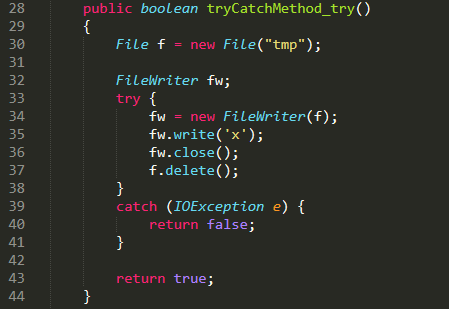 28 public boolean tryCatchMethod_try()
29 {
30 File f = new File("tmp");
31
32 FileWriter fw;
33 try {
34 fw = new FileWriter(f);
35 fw.write('x');
36 fw.close();
37 f.delete();
38 }
39 catch (IOException e) {
40 return false;
41 }
42
43 return true;
44 }